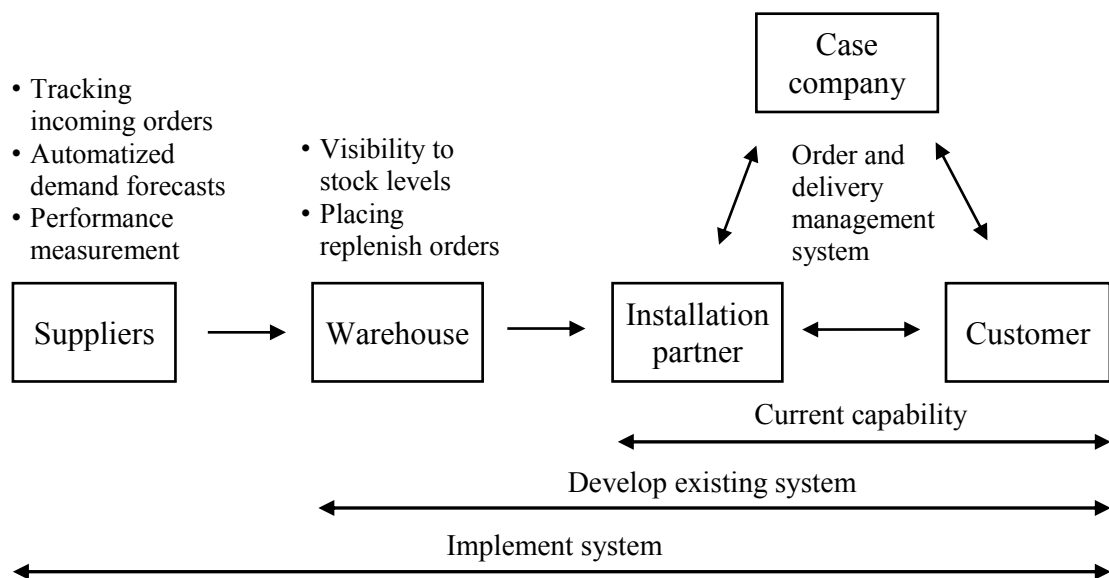 Case
company
• Tracking
incoming orders
• Automatized
demand forecasts
• Performance
measurement
• Visibility to
stock levels
• Placing
replenish orders
Order and
delivery
management
system
Suppliers
Warehouse
Installation
partner
Customer
Current capability
Develop existing system
Implement system